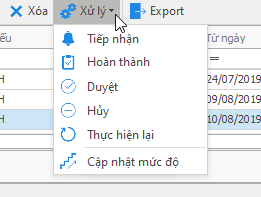 Xóa Xử lý Export
Từ ngày
Tiếp nhận
Hoàn thành
Duyệt
Hủy
Thực hiện lại
Cập nhật mức độ
=
H 24/07/2019
H 09/08/2019
H 10/08/2019